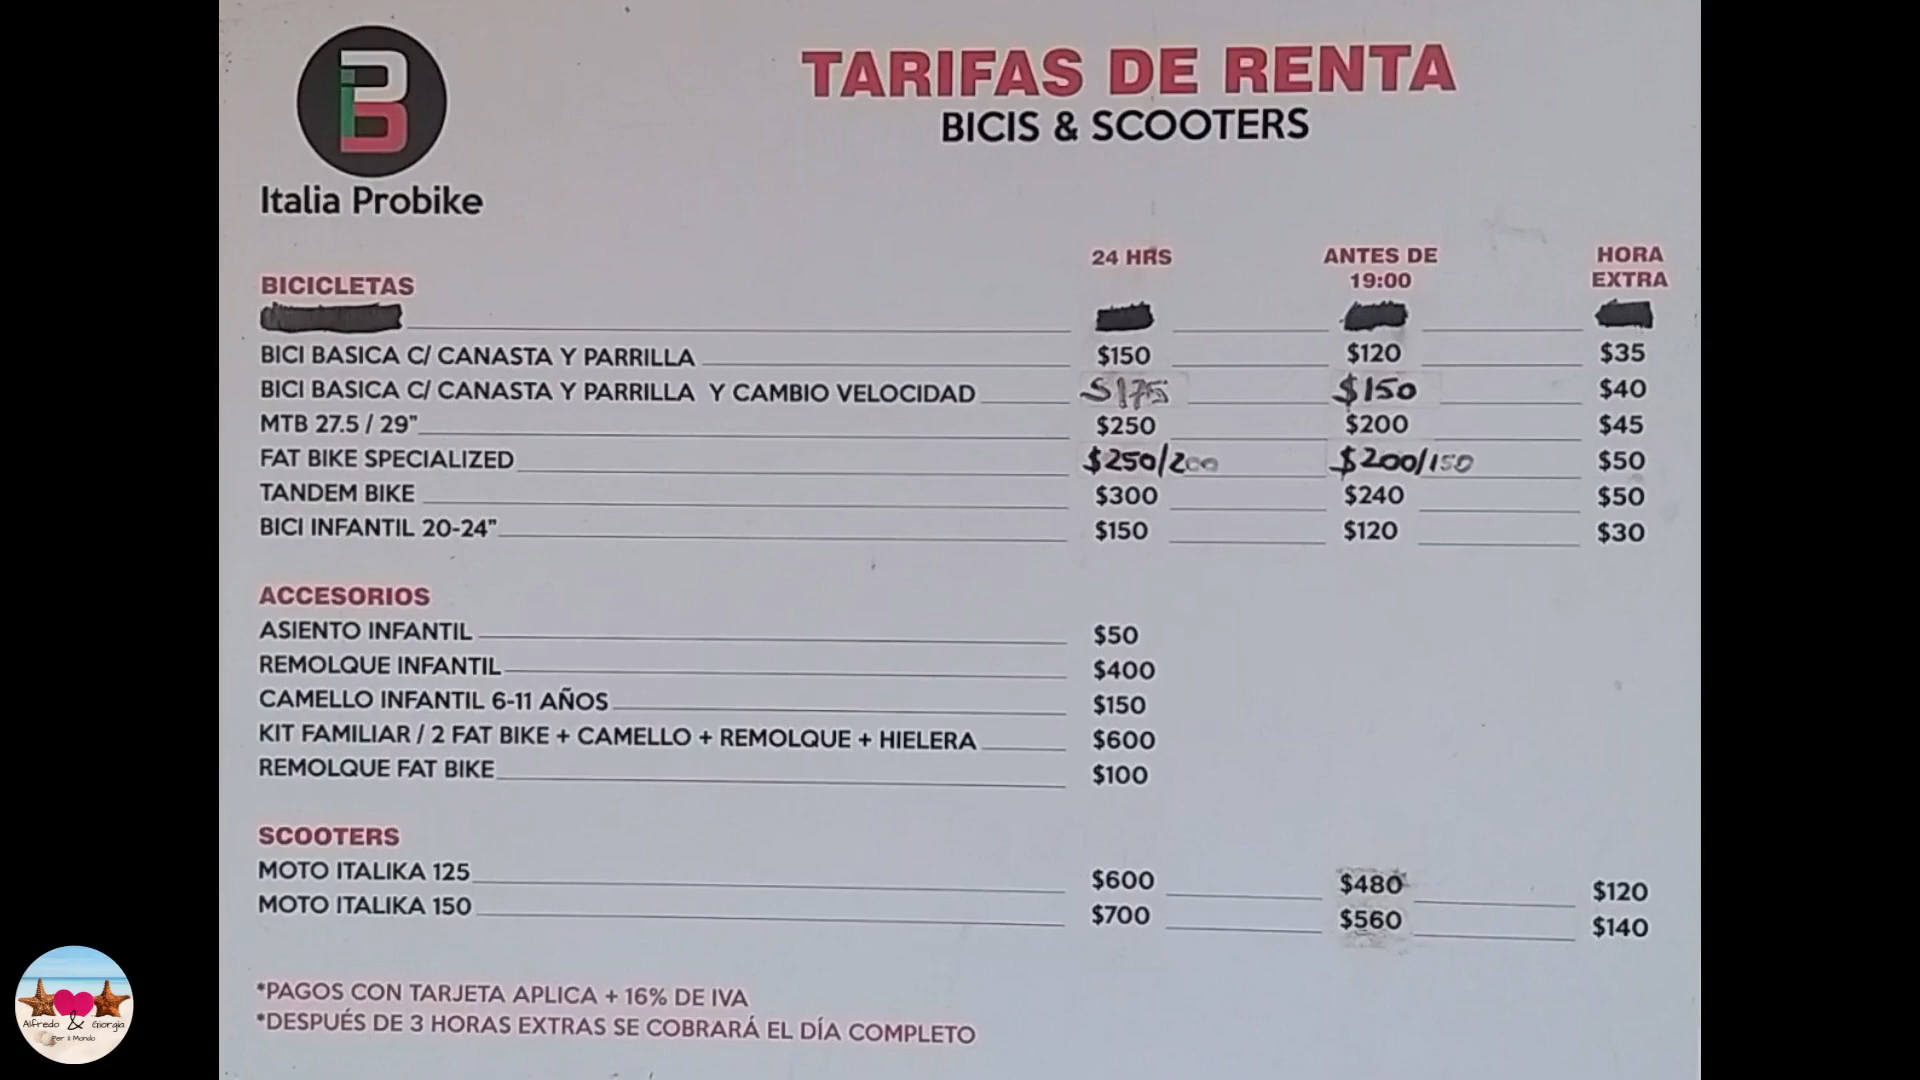 Italia Probike
TARIFAS DE RENTA
BICIS & SCOOTERS
24 HRS
ANTES DE 19:00
HORA EXTRA
BICICLETAS
BICI BASICA C/ CANASTA Y PARRILLA $150 $120 $35
BICI BASICA C/ CANASTA Y PARRILLA Y CAMBIO VELOCIDAD $175 $150 $40
MTB 27.5 / 29" $250 $200 $45
FAT BIKE SPECIALIZED $250/200 $200/150 $50
TANDEM BIKE $300 $240 $50
BICI INFANTIL 20-24" $150 $120 $30
ACCESORIOS
ASIENTO INFANTIL $50
REMOLQUE INFANTIL $400
CAMELLO INFANTIL 6-11 AÑOS $150
KIT FAMILIAR / 2 FAT BIKE + CAMELLO + REMOLQUE + HIELERA $600
REMOLQUE FAT BIKE $100
SCOOTERS
MOTO ITALIKA 125 $600 $480 $120
MOTO ITALIKA 150 $700 $560 $140
*PAGOS CON TARJETA APLICA + 16% DE IVA
*DESPUÉS DE 3 HORAS EXTRAS SE COBRARÁ EL DÍA COMPLETO
Alfredo & Giorgia
Per il Mondo